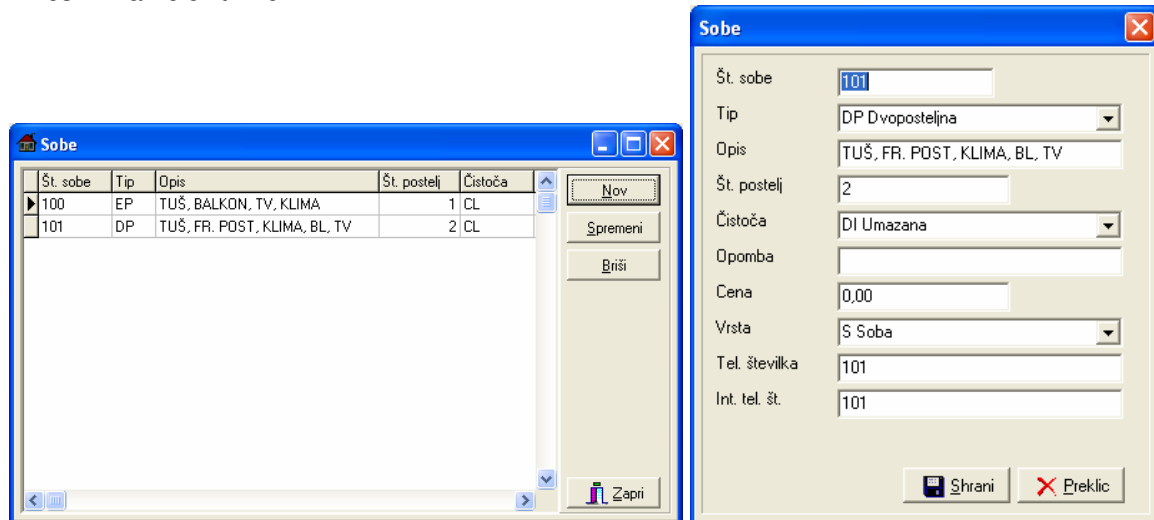 Sobe
Št. sobe Tip Opis Št. postelj Čistoča
100 EP TUŠ, BALKON, TV, KLIMA 1 CL
101 DP TUŠ, FR. POST, KLIMA, BL, TV 2 CL
Nov
Spremeni
Briši
Zapri
Sobe
Št. sobe 101
Tip DP Dvoposteljna
Opis TUŠ, FR. POST, KLIMA, BL, TV
Št. postelj 2
Čistoča DI Umazana
Opomba
Cena 0,00
Vrsta S Soba
Tel. številka 101
Int. tel. št. 101
Shrani Preklic